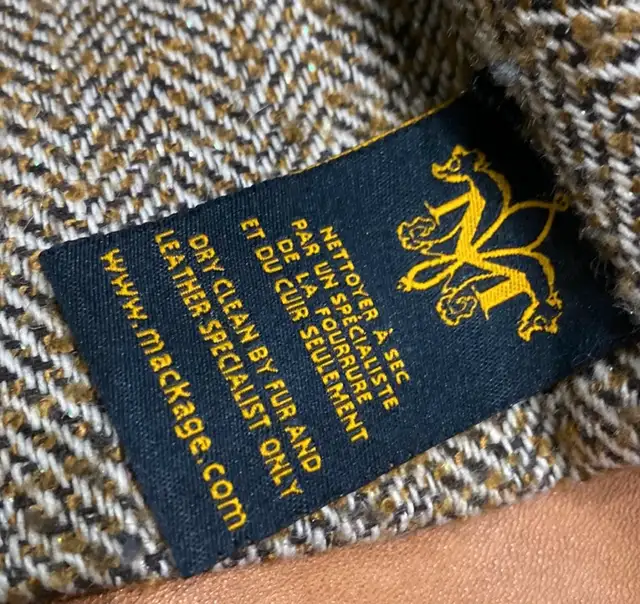 NETTOYER À SEC
PAR UN SPÉCIALISTE
DE LA FOURRURE
ET DU CUIR SEULEMENT
DRY CLEAN BY FUR AND
LEATHER SPECIALIST ONLY
www.mackage.com